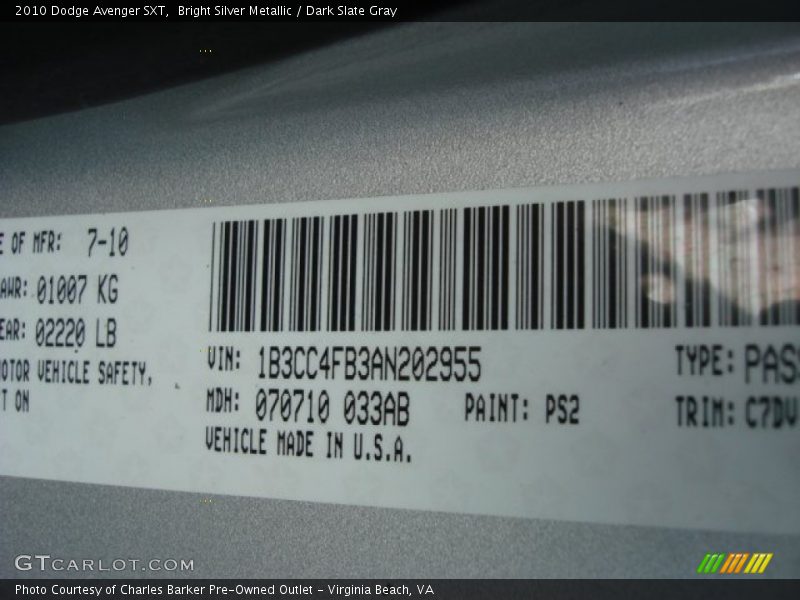 2010 Dodge Avenger SXT,  Bright Silver Metallic / Dark Slate Gray
E OF MFR: 7-10
AWR: 01007 KG
EAR: 02220 LB
MOTOR VEHICLE SAFETY,
T ON
VIN: 1B3CC4FB3AN202955
TYPE: PAS
MDH: 070710 033AB
PAINT: PS2
TRIM: C7DV
VEHICLE MADE IN U.S.A.
GTCARLOT.COM
Photo Courtesy of Charles Barker Pre-Owned Outlet - Virginia Beach, VA